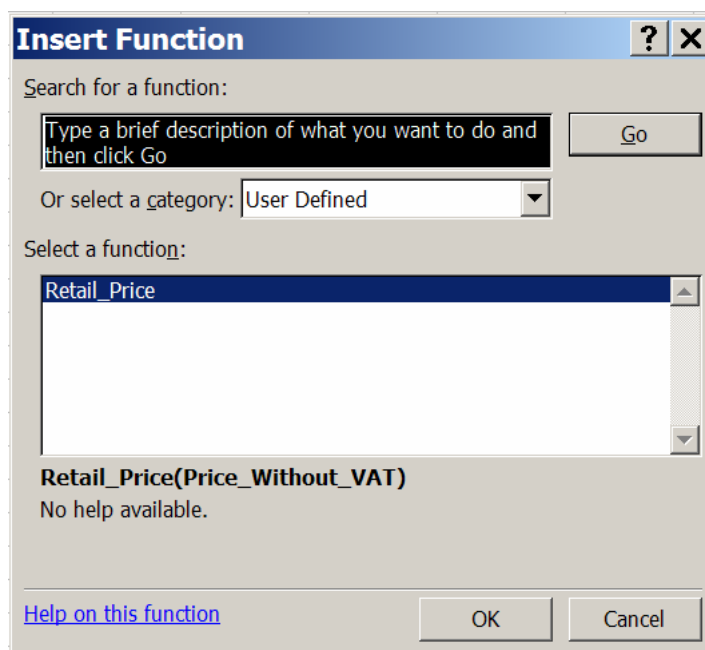 Insert Function
Search for a function:
Type a brief description of what you want to do and
then click Go
Go
Or select a category: User Defined
Select a function:
Retail_Price
Retail_Price(Price_Without_VAT)
No help available.
Help on this function
OK
Cancel